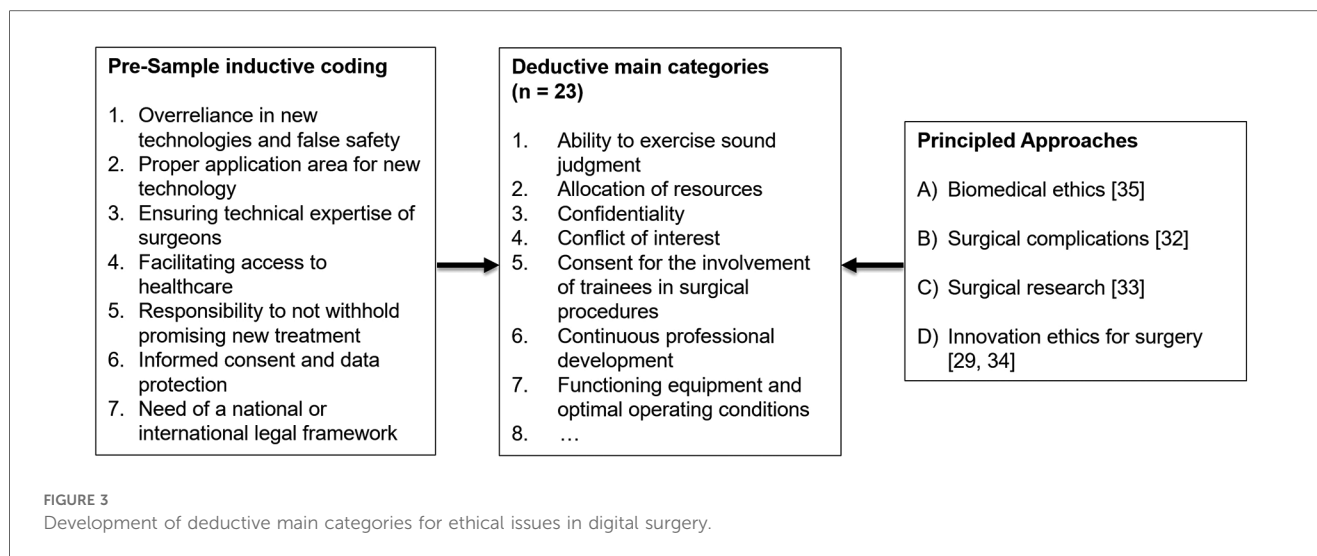 Pre-Sample inductive coding
1. Overreliance in new
technologies and false safety
2. Proper application area for new
technology
3. Ensuring technical expertise of
surgeons
4. Facilitating access to
healthcare
5. Responsibility to not withhold
promising new treatment
6. Informed consent and data
protection
7. Need of a national or
international legal framework
Deductive main categories
(n = 23)
1. Ability to exercise sound
judgment
2. Allocation of resources
3. Confidentiality
4. Conflict of interest
5. Consent for the involvement
of trainees in surgical
procedures
6. Continuous professional
development
7. Functioning equipment and
optimal operating conditions
8. …
Principled Approaches
A) Biomedical ethics [35]
B) Surgical complications [32]
C) Surgical research [33]
D) Innovation ethics for surgery
[29, 34]
FIGURE 3
Development of deductive main categories for ethical issues in digital surgery.